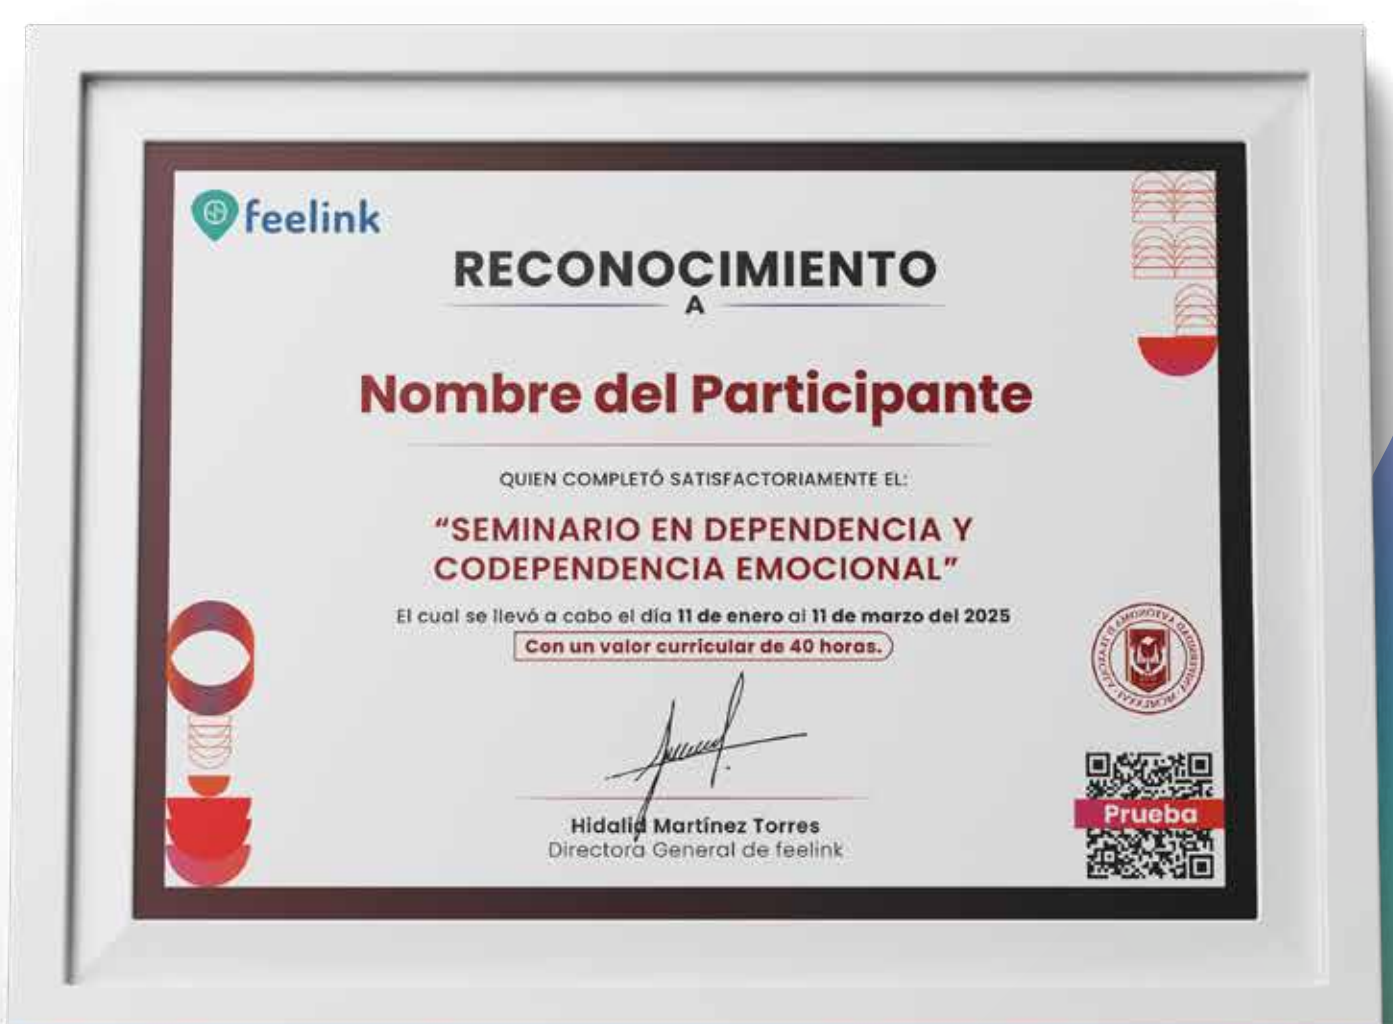 feelink
RECONOCIMIENTO
A
Nombre del Participante
QUIEN COMPLETÓ SATISFACTORIAMENTE EL:
“SEMINARIO EN DEPENDENCIA Y
CODEPENDENCIA EMOCIONAL”
El cual se llevó a cabo el día 11 de enero al 11 de marzo del 2025
Con un valor curricular de 40 horas.
Hidalid Martínez Torres
Directora General de feelink
Prueba